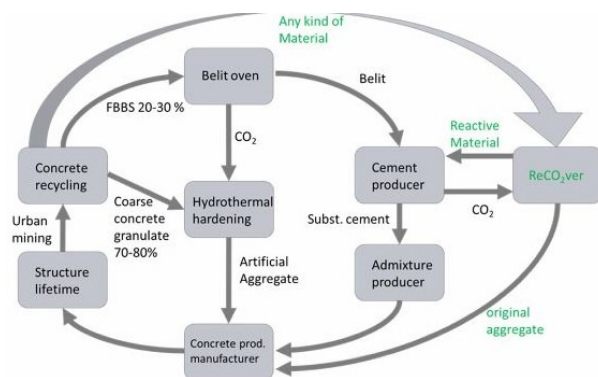 Any kind of
Material
Belit oven
Belit
FBBS 20-30 %
CO₂
Reactive
Material
Concrete
recycling
Cement
producer
ReCO₂ver
Urban
mining
Coarse
concrete
granulate
70-80%
Hydrothermal
hardening
CO₂
Subst. cement
Structure
lifetime
Artificial
Aggregate
Admixture
producer
original
aggregate
Concrete prod.
manufacturer